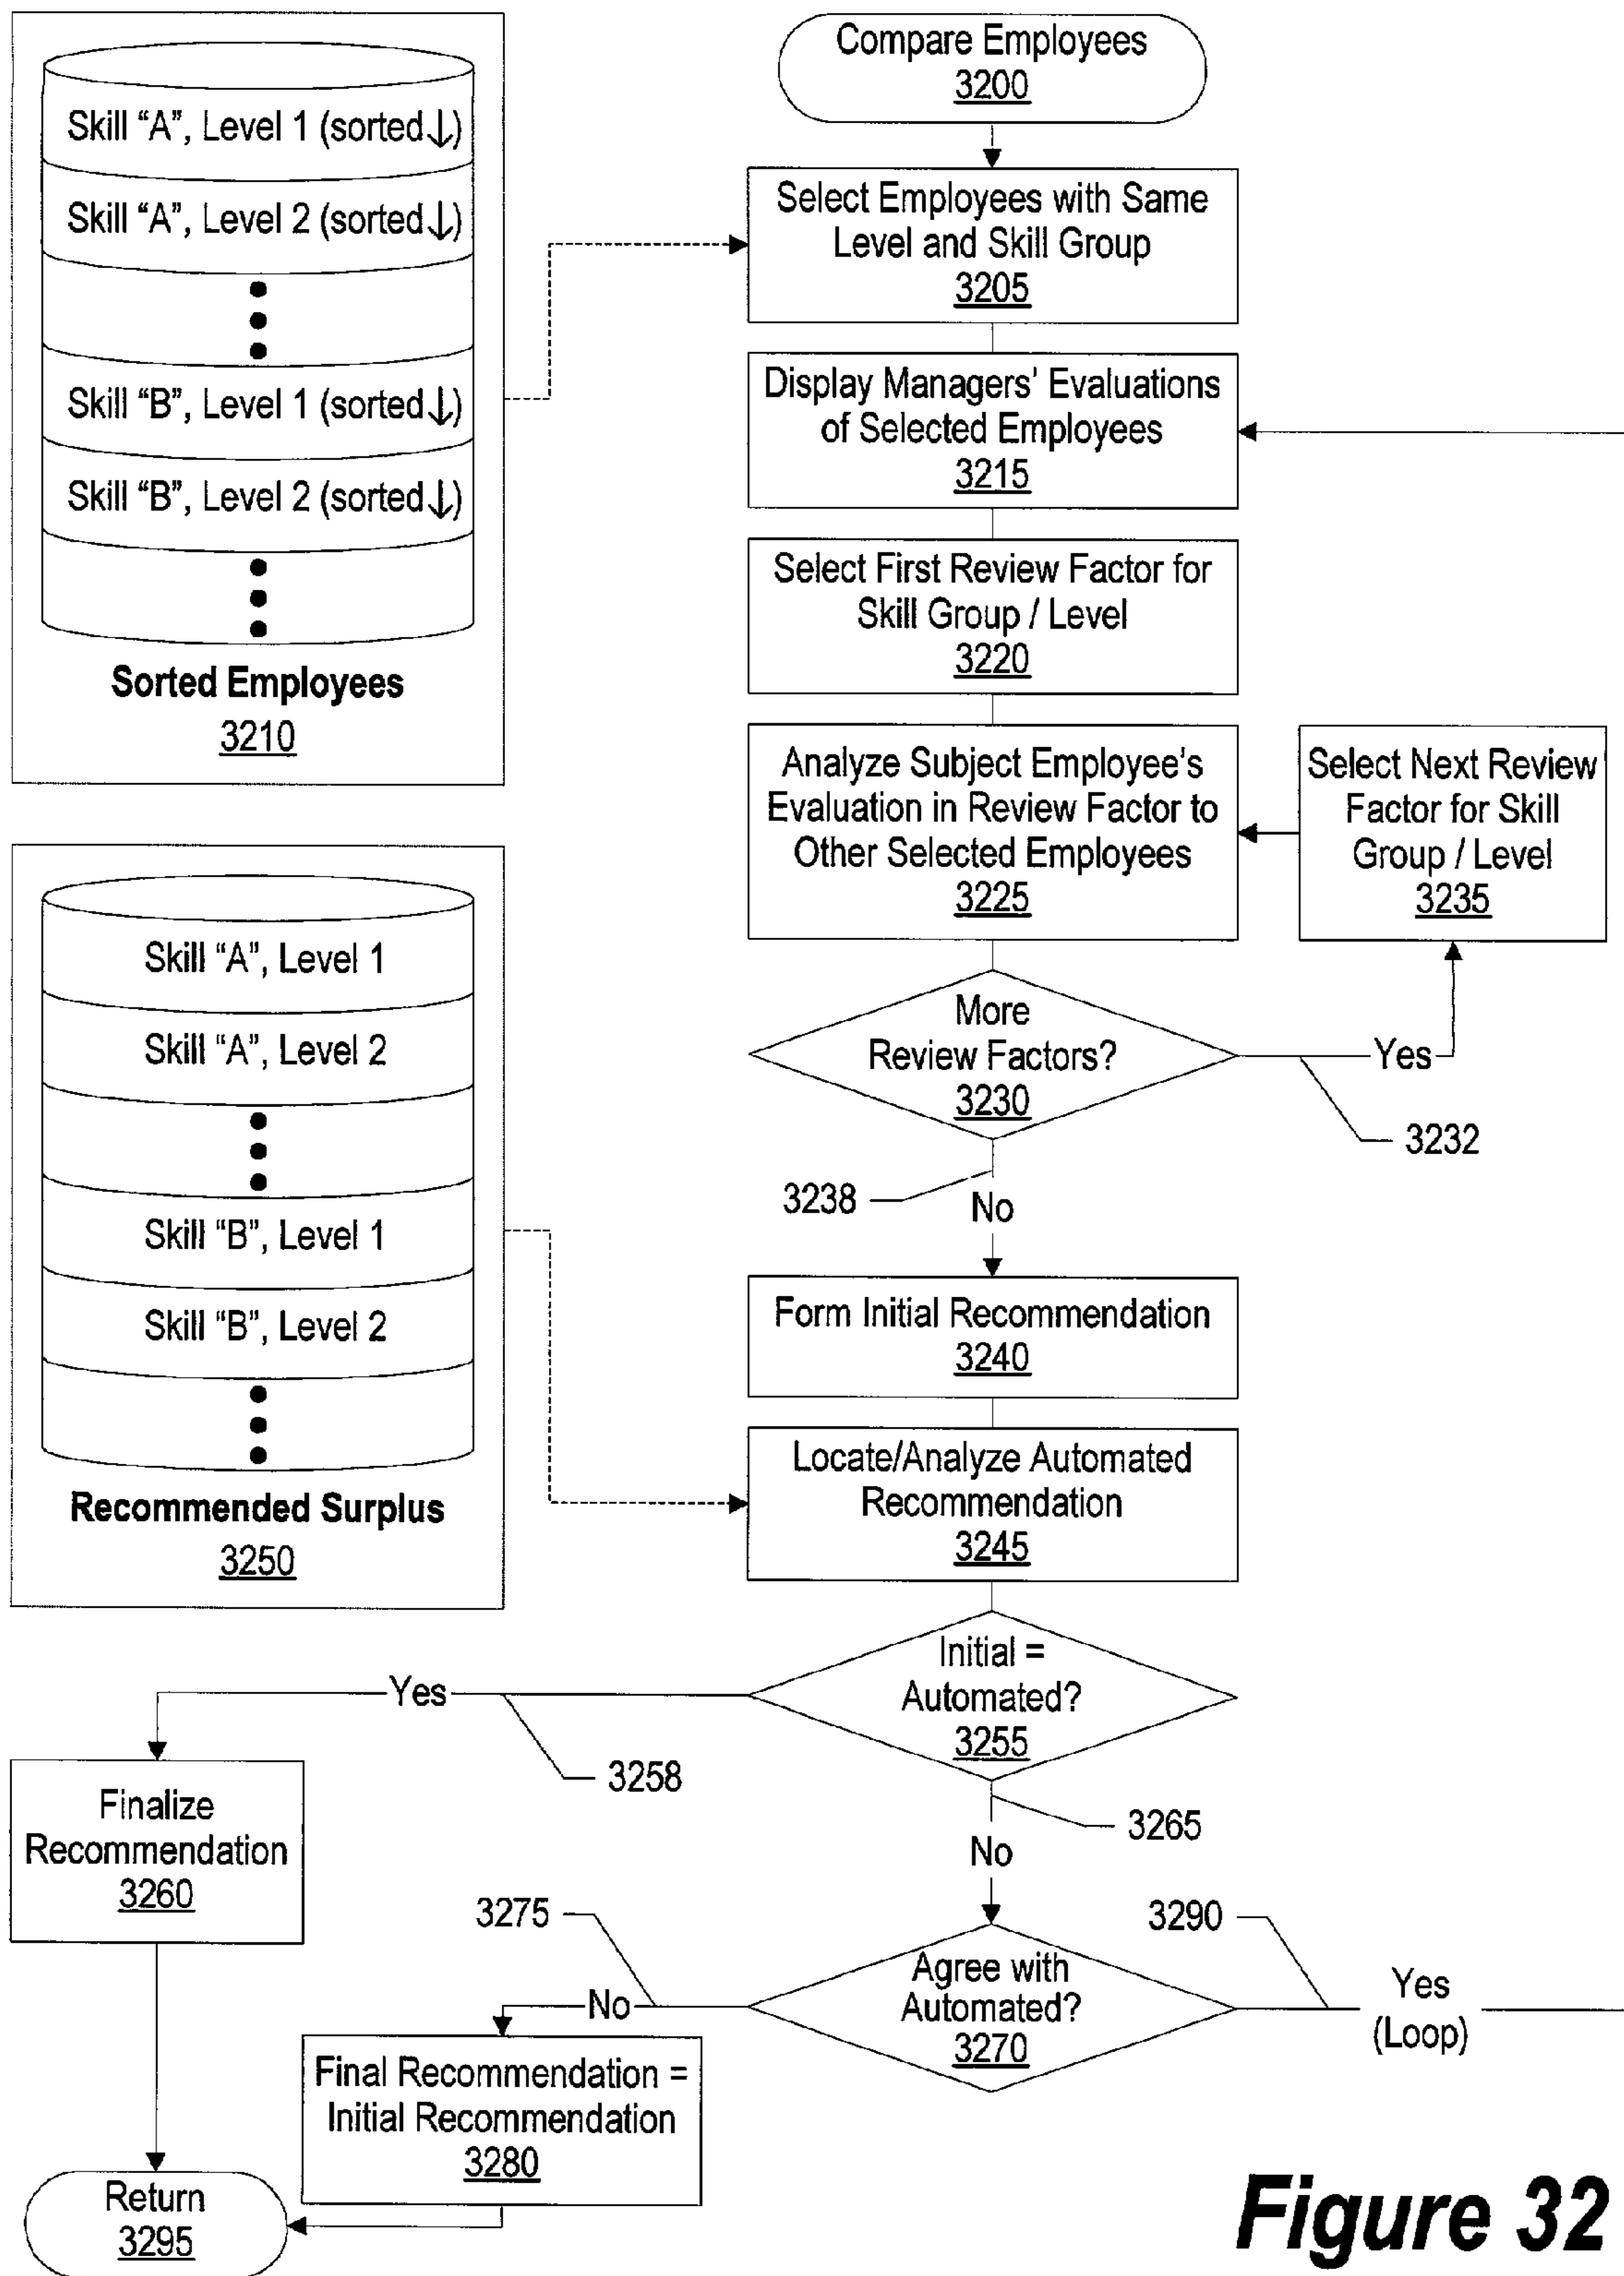 Compare Employees
3200
Skill “A”, Level 1 (sorted↓)
Skill “A”, Level 2 (sorted↓)
Skill “B”, Level 1 (sorted↓)
Skill “B”, Level 2 (sorted↓)
Sorted Employees
3210
Select Employees with Same
Level and Skill Group
3205
Display Managers’ Evaluations
of Selected Employees
3215
Select First Review Factor for
Skill Group / Level
3220
Analyze Subject Employee’s
Evaluation in Review Factor to
Other Selected Employees
3225
Select Next Review
Factor for Skill
Group / Level
3235
More
Review Factors?
3230
Yes
3232
3238
No
Skill “A”, Level 1
Skill “A”, Level 2
Skill “B”, Level 1
Skill “B”, Level 2
Recommended Surplus
3250
Form Initial Recommendation
3240
Locate/Analyze Automated
Recommendation
3245
Initial =
Automated?
3255
Yes
3258
Finalize
Recommendation
3260
3265
No
Agree with
Automated?
3270
3275
No
3290
Yes
(Loop)
Final Recommendation =
Initial Recommendation
3280
Return
3295
Figure 32